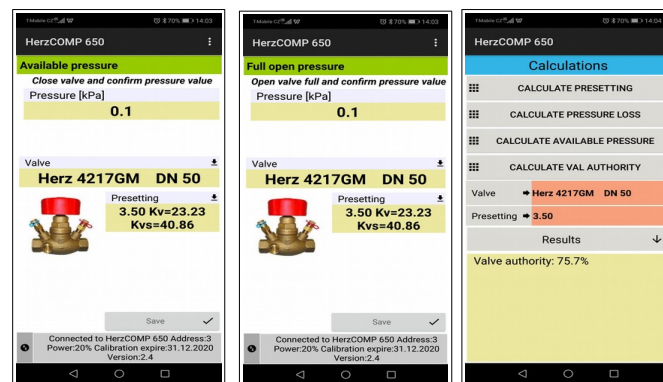 T-Mobile CZ
70% 14:03
HerzCOMP 650
Available pressure
Close valve and confirm pressure value
Pressure [kPa]
0.1
Valve
Herz 4217GM DN 50
Presetting
3.50 Kv=23.23
Kvs=40.86
Save
Connected to HerzCOMP 650 Address:3
Power:20% Calibration expire:31.12.2020
Version:2.4
T-Mobile CZ
70% 14:03
HerzCOMP 650
Full open pressure
Open valve full and confirm pressure value
Pressure [kPa]
0.1
Valve
Herz 4217GM DN 50
Presetting
3.50 Kv=23.23
Kvs=40.86
Save
Connected to HerzCOMP 650 Address:3
Power:20% Calibration expire:31.12.2020
Version:2.4
T-Mobile CZ
70% 14:04
HerzCOMP 650
Calculations
CALCULATE PRESETTING
CALCULATE PRESSURE LOSS
CALCULATE AVAILABLE PRESSURE
CALCULATE VAL AUTHORITY
Valve Herz 4217GM DN 50
Presetting 3.50
Results
Valve authority: 75.7%